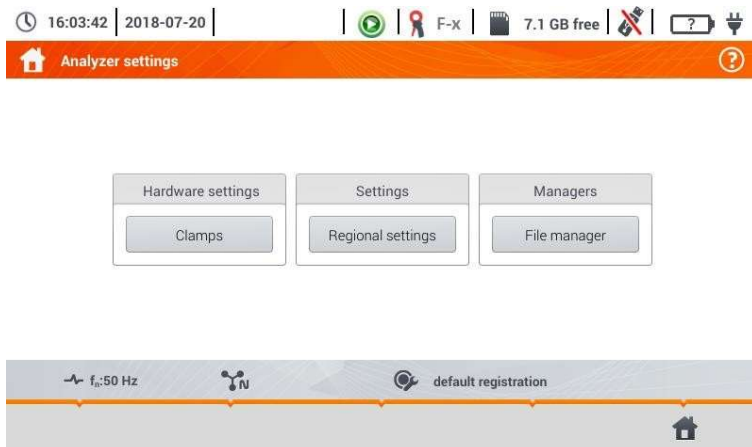 16:03:42 2018-07-20 F-x 7.1 GB free ?
Analyzer settings ?
Hardware settings Settings Managers
Clamps Regional settings File manager
fₙ:50 Hz N default registration